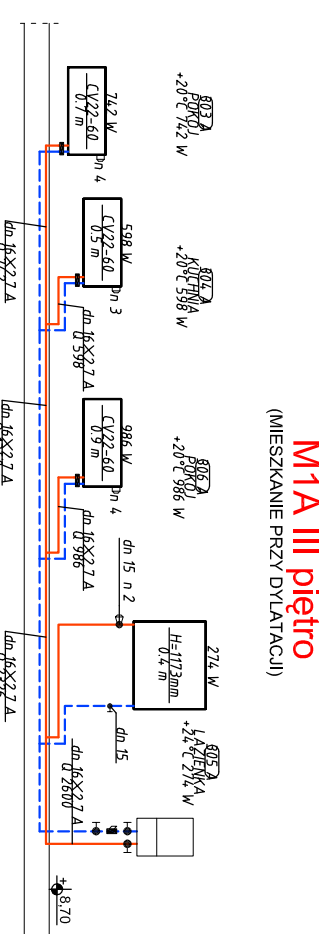 M1A III piętro
(MIESZKANIE PRZY DYLATACJI)
803 A
POKÓJ
+20°C 742 W
804 A
KUCHNIA
+20°C 598 W
806 A
POKÓJ
+20°C 986 W
805 A
ŁAZIENKA
+24°C 274 W
742 W
CV22-60
0.7 m
Dn 4
598 W
CV22-60
0.5 m
Dn 3
986 W
CV22-60
0.9 m
Dn 4
274 W
H=1173mm
0.4 m
dn 15 n 2
dn 15
dn 16X2.7 A
Q 598
dn 16X2.7 A
Q 986
dn 16X2.7 A
Q 2600
dn 16X2.7 A
dn 16X2.7 A
dn 16X2.7 A
+8,70